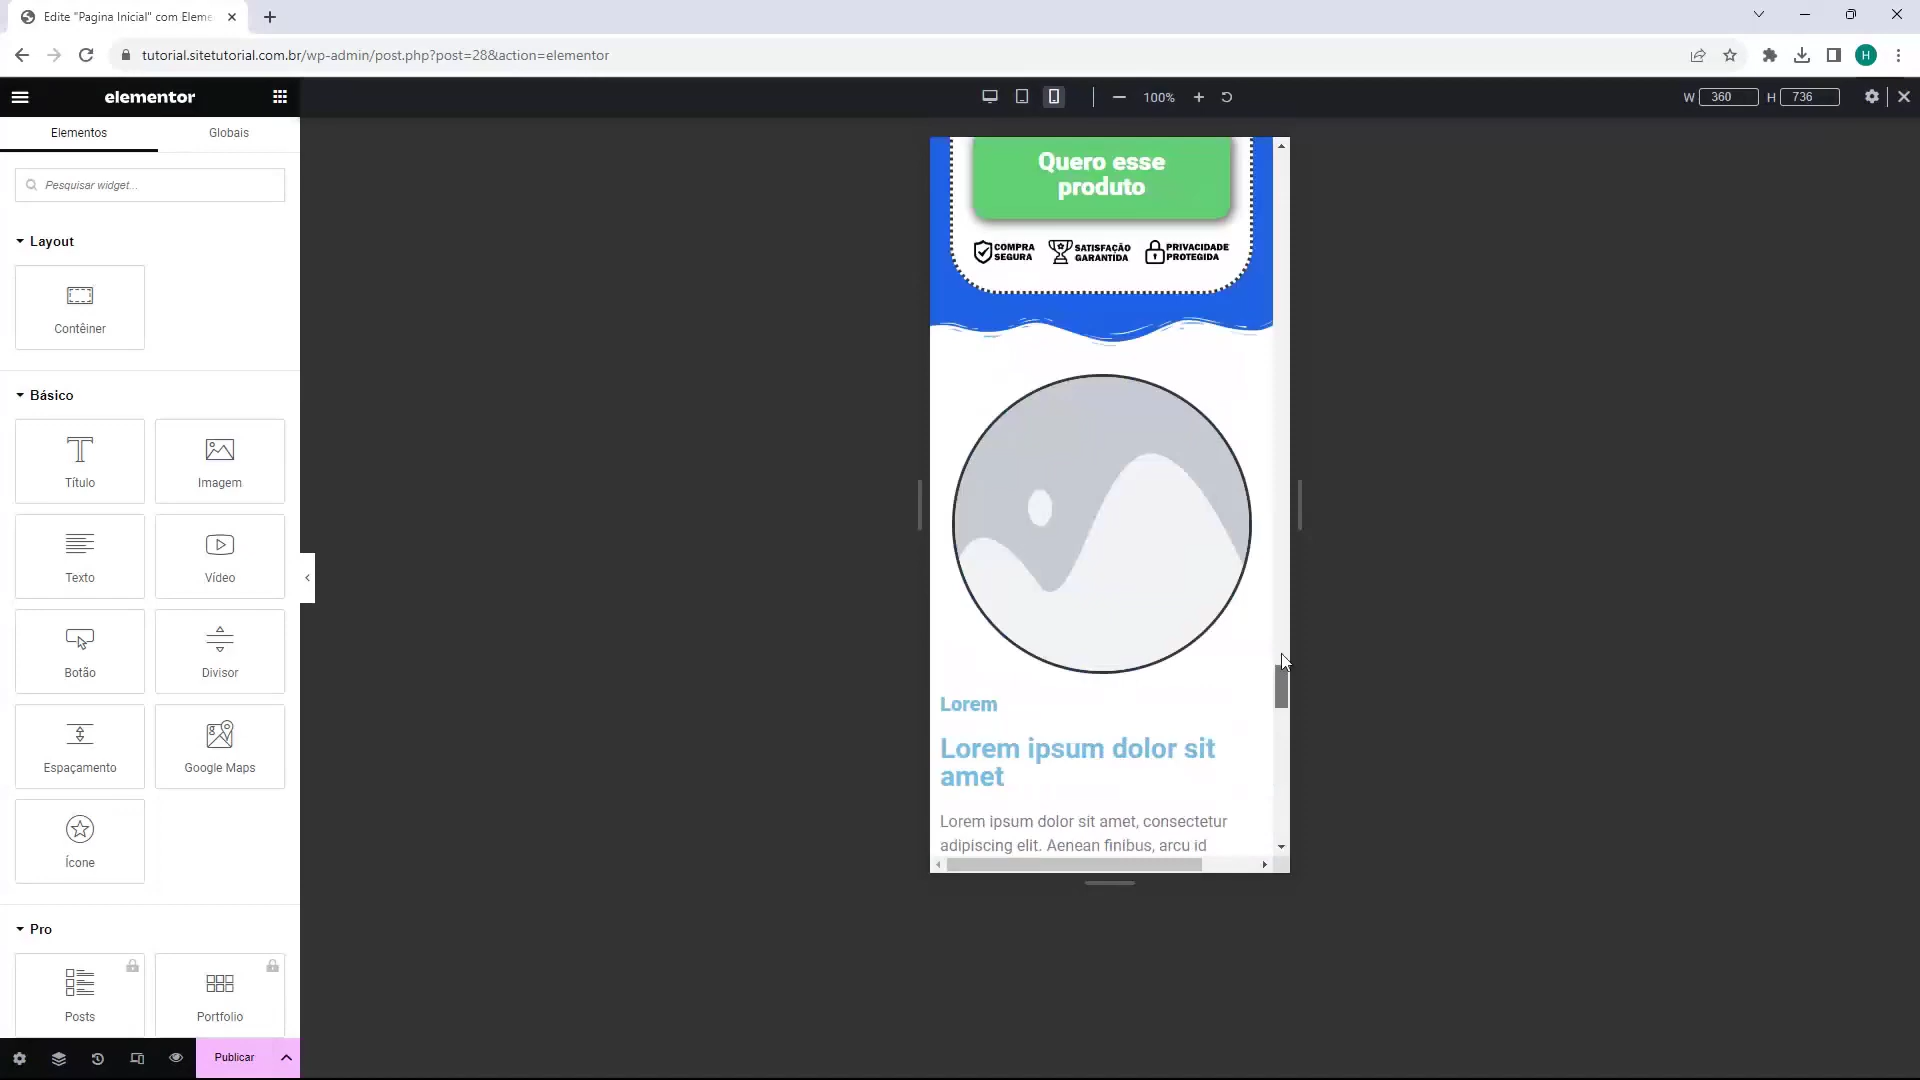 Edite "Pagina Inicial" com Eleme
tutorial.sitetutorial.com.br/wp-admin/post.php?post=28&action=elementor
H
elementor
100%
W 360 H 736
Elementos Globais
Pesquisar widget...
Layout
Contêiner
Básico
Título Imagem
Texto Vídeo
Botão Divisor
Espaçamento Google Maps
Ícone
Pro
Posts Portfolio
Publicar
Quero esse
produto
COMPRA
SEGURA
SATISFAÇÃO
GARANTIDA
PRIVACIDADE
PROTEGIDA
Lorem
Lorem ipsum dolor sit
amet
Lorem ipsum dolor sit amet, consectetur
adipiscing elit. Aenean finibus, arcu id